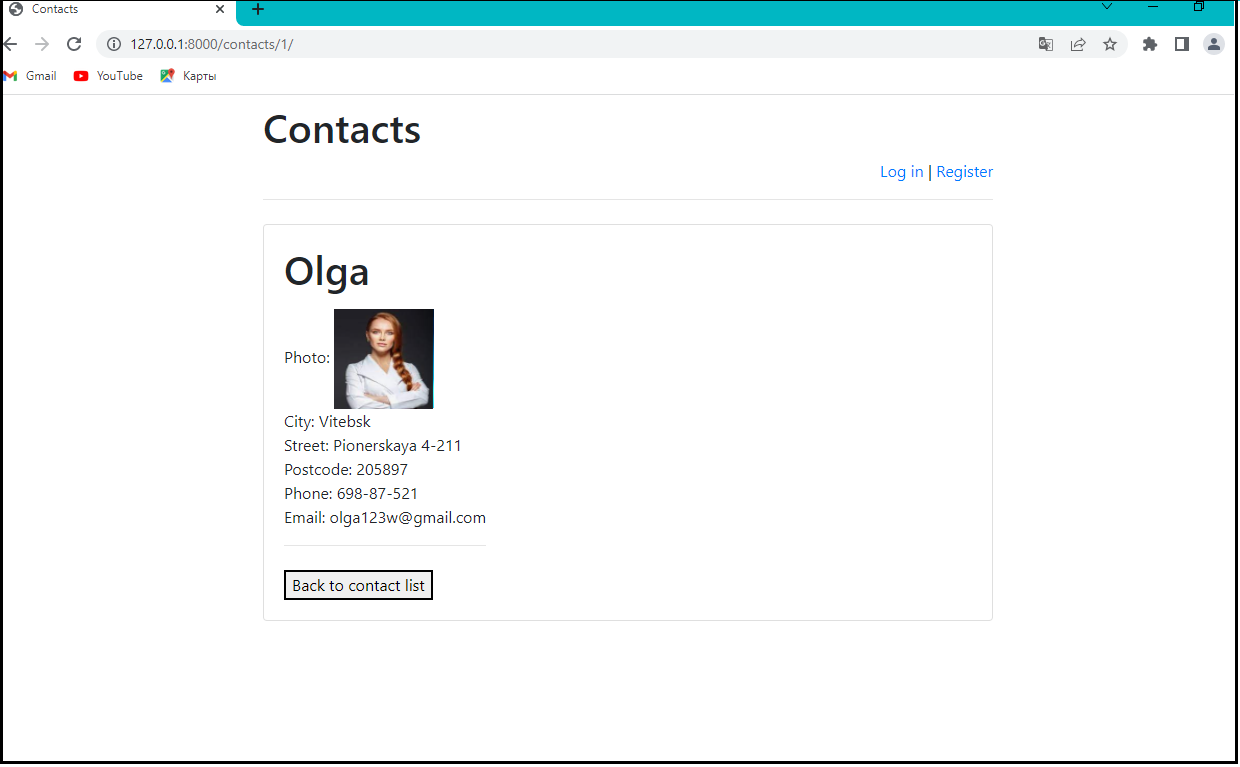 Contacts
127.0.0.1:8000/contacts/1/
Gmail YouTube Карты
Contacts
Log in | Register
Olga
Photo:
City: Vitebsk
Street: Pionerskaya 4-211
Postcode: 205897
Phone: 698-87-521
Email: olga123w@gmail.com
Back to contact list